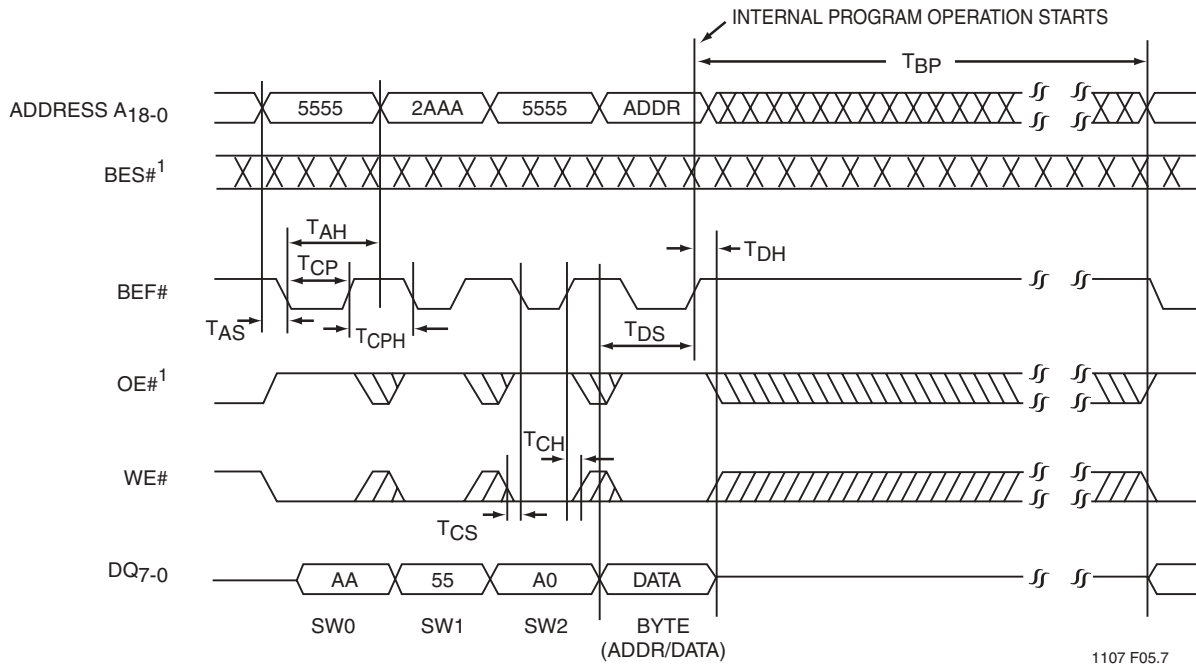 INTERNAL PROGRAM OPERATION STARTS
TBP
ADDRESS A18-0
5555 2AAA 5555 ADDR
BES#1
TAH
TDH
TCP
BEF#
TAS
TCPH
TDS
OE#1
TCH
WE#
TCS
DQ7-0
AA 55 A0 DATA
SW0 SW1 SW2 BYTE
(ADDR/DATA)
1107 F05.7